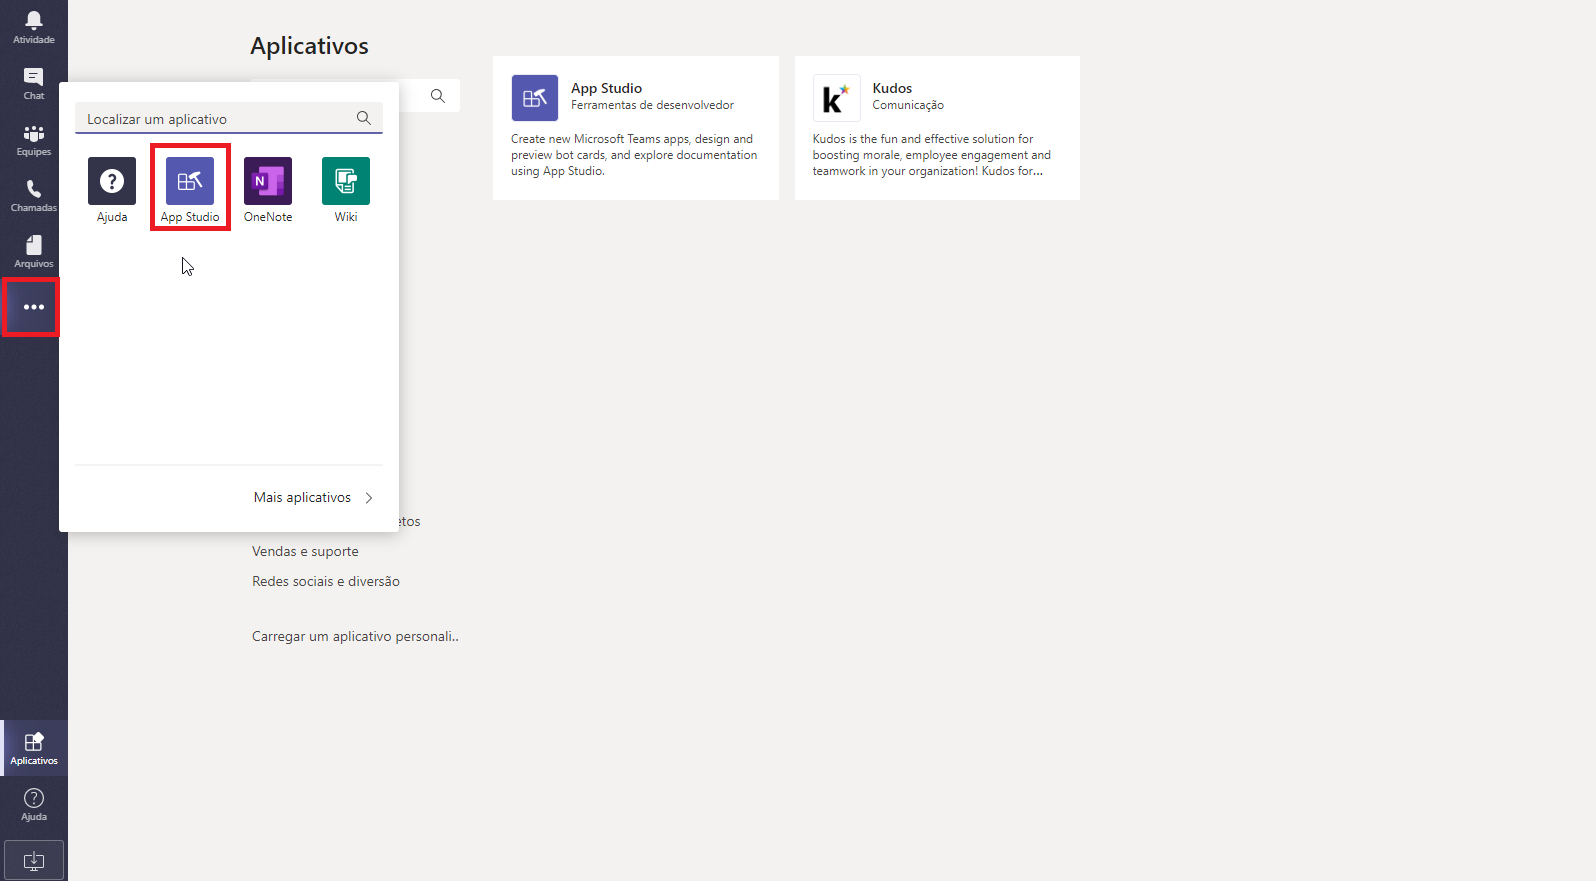 Atividade
Chat
Equipes
Chamadas
Arquivos
Aplicativos
Ajuda
Localizar um aplicativo
Ajuda
App Studio
OneNote
Wiki
Mais aplicativos
Aplicativos
etos
Vendas e suporte
Redes sociais e diversão
Carregar um aplicativo personali..
App Studio
Ferramentas de desenvolvedor
Create new Microsoft Teams apps, design and
preview bot cards, and explore documentation
using App Studio.
Kudos
Comunicação
Kudos is the fun and effective solution for
boosting morale, employee engagement and
teamwork in your organization! Kudos for...